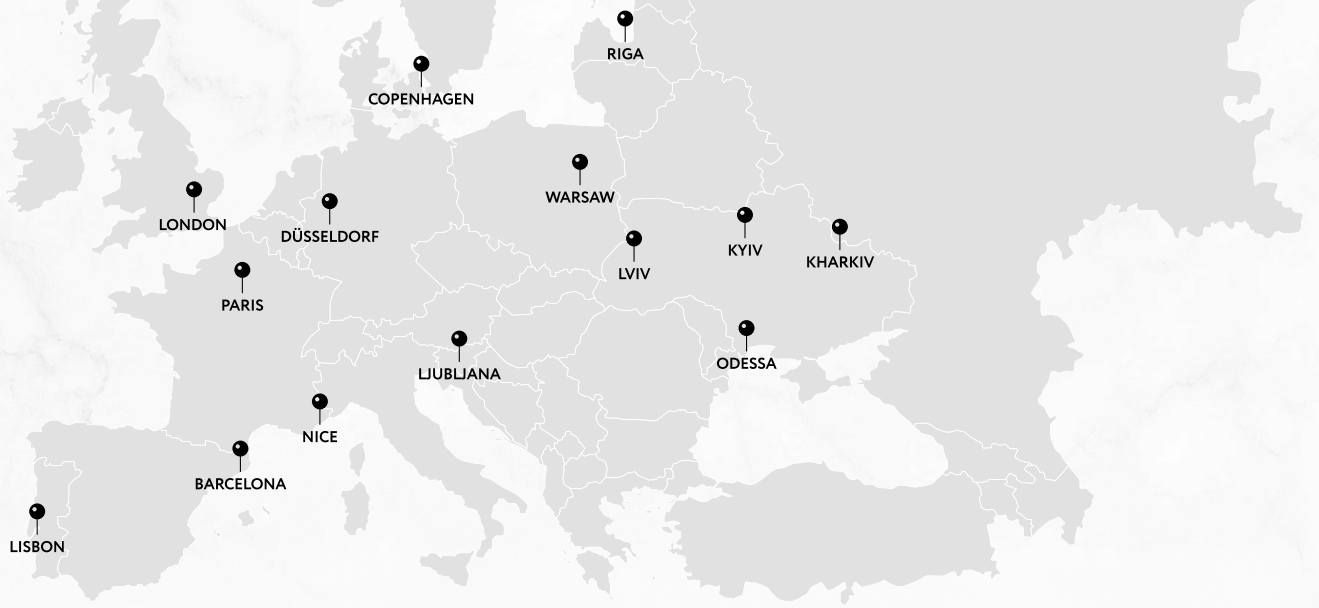 RIGA
COPENHAGEN
WARSAW
LONDON
DÜSSELDORF
KYIV
KHARKIV
LVIV
PARIS
ODESSA
LJUBLJANA
NICE
BARCELONA
LISBON